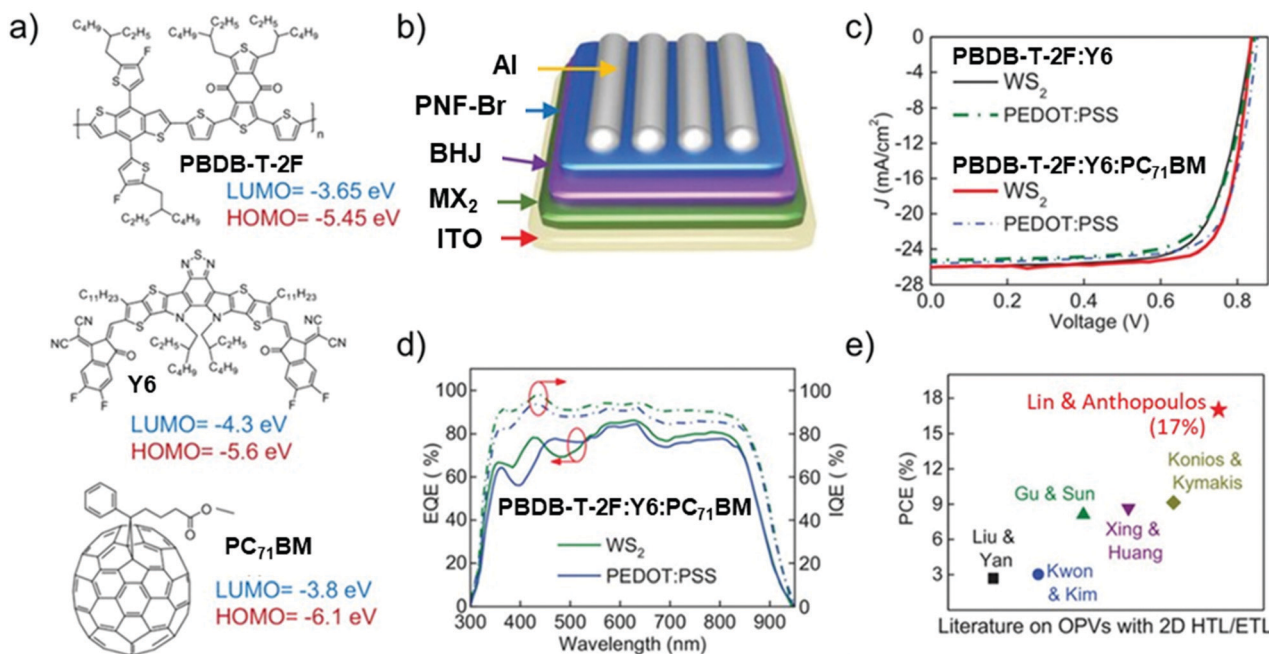 a)
C₄H₉
C₂H₅
F
S
C₂H₅
C₂H₅
C₄H₉
C₄H₉
O
O
S
S
S
S
S
n
S
F
C₂H₅
C₄H₉
PBDB-T-2F
LUMO= -3.65 eV
HOMO= -5.45 eV
N S N
C₁₁H₂₃
C₁₁H₂₃
S
S
S
S
N
N
CN
CN
NC
CN
O
O
C₂H₅
C₂H₅
C₄H₉
C₄H₉
F
F
F
F
Y6
LUMO= -4.3 eV
HOMO= -5.6 eV
O
O
PC₇₁BM
LUMO= -3.8 eV
HOMO= -6.1 eV
b)
Al
PNF-Br
BHJ
MX₂
ITO
c)
PBDB-T-2F:Y6
WS₂
PEDOT:PSS
PBDB-T-2F:Y6:PC₇₁BM
WS₂
PEDOT:PSS
J (mA/cm²)
0
-4
-8
-12
-16
-20
-24
-28
0.0 0.2 0.4 0.6 0.8
Voltage (V)
d)
EQE ( %)
100
80
60
40
20
0
IQE ( %)
100
80
60
40
20
0
PBDB-T-2F:Y6:PC₇₁BM
WS₂
PEDOT:PSS
300 400 500 600 700 800 900
Wavelength (nm)
e)
PCE (%)
18
15
12
9
6
3
Lin & Anthopoulos
(17%)
Konios &
Kymakis
Gu & Sun
Xing &
Huang
Liu &
Yan
Kwon
& Kim
Literature on OPVs with 2D HTL/ETL